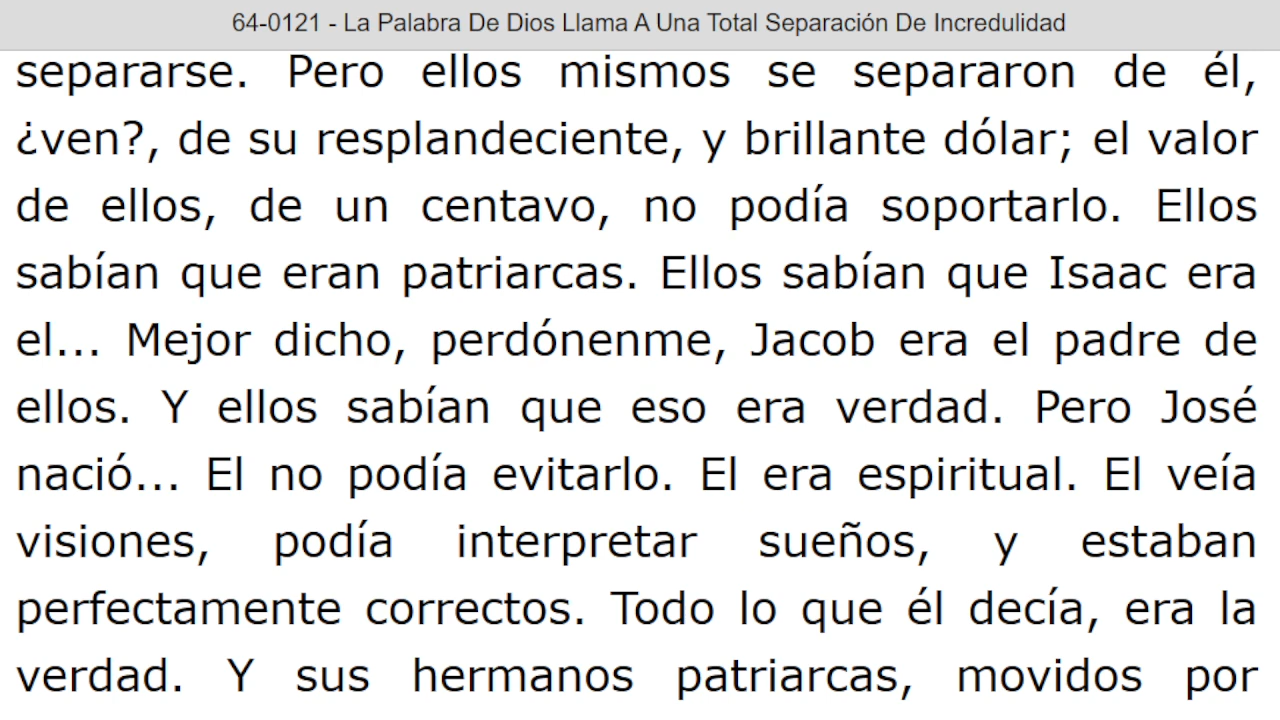 64-0121 - La Palabra De Dios Llama A Una Total Separación De Incredulidad
separarse. Pero ellos mismos se separaron de él,
¿ven?, de su resplandeciente, y brillante dólar; el valor
de ellos, de un centavo, no podía soportarlo. Ellos
sabían que eran patriarcas. Ellos sabían que Isaac era
el... Mejor dicho, perdónenme, Jacob era el padre de
ellos. Y ellos sabían que eso era verdad. Pero José
nació... El no podía evitarlo. El era espiritual. El veía
visiones, podía interpretar sueños, y estaban
perfectamente correctos. Todo lo que él decía, era la
verdad. Y sus hermanos patriarcas, movidos por